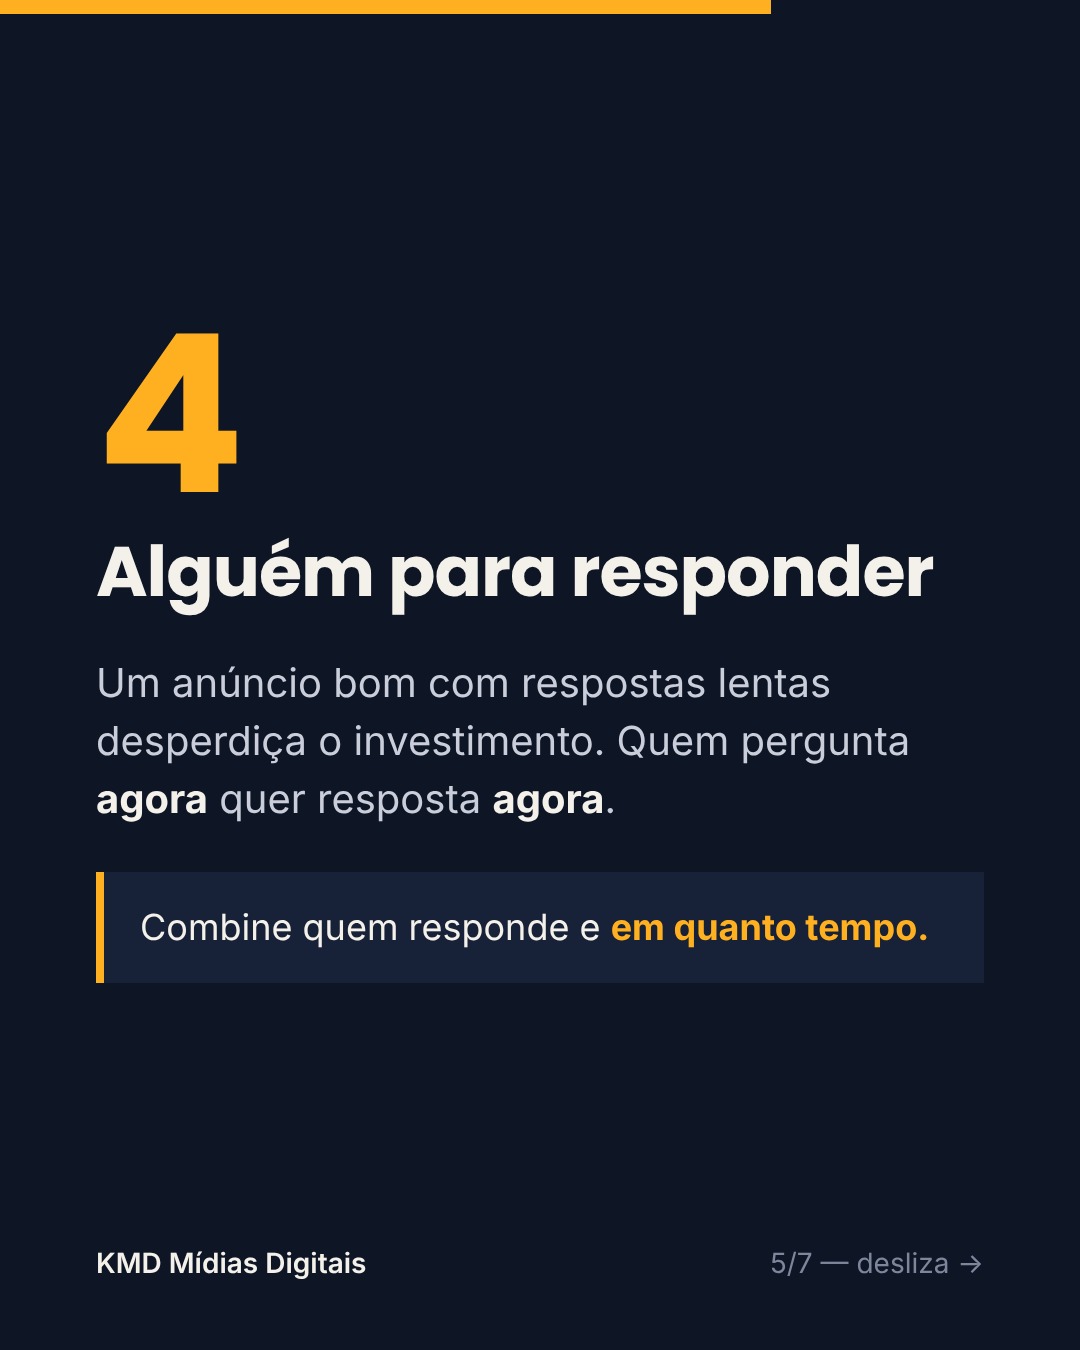 4
Alguém para responder
Um anúncio bom com respostas lentas
desperdiça o investimento. Quem pergunta
agora quer resposta agora.
Combine quem responde e em quanto tempo.
KMD Mídias Digitais
5/7 — desliza →